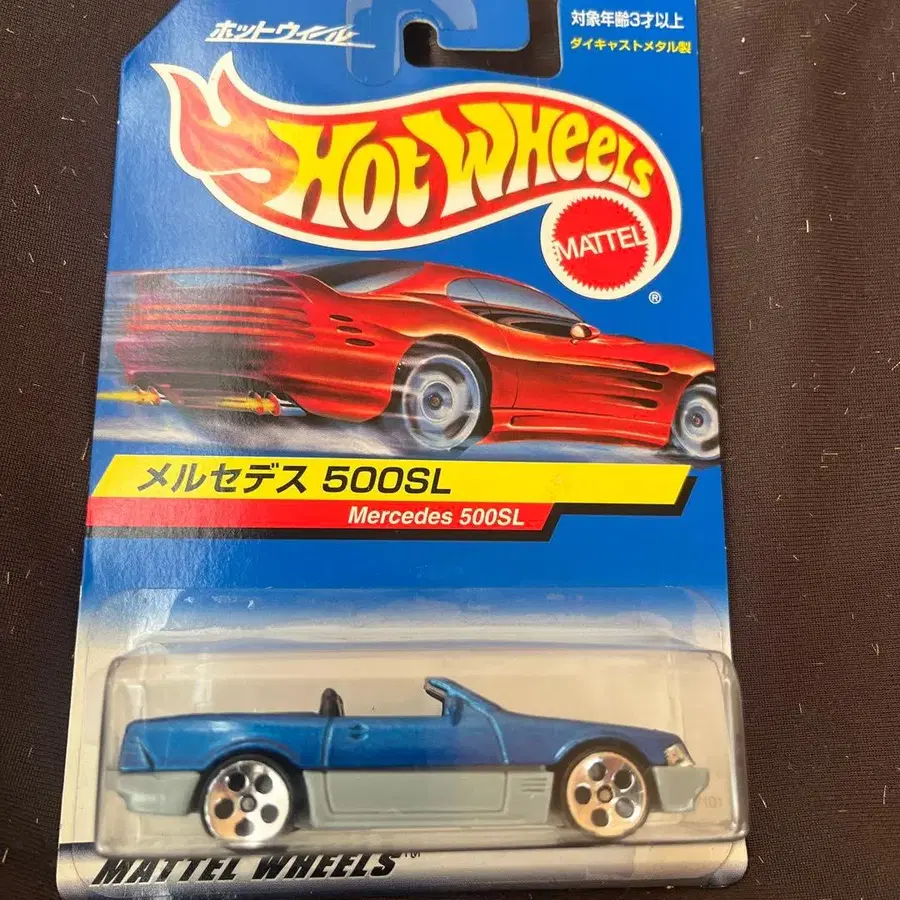 ホットウィール
対象年齢3才以上
ダイキャストメタル製
HOT WHEELS
MATTEL
®
メルセデス 500SL
Mercedes 500SL
MATTEL WHEELS